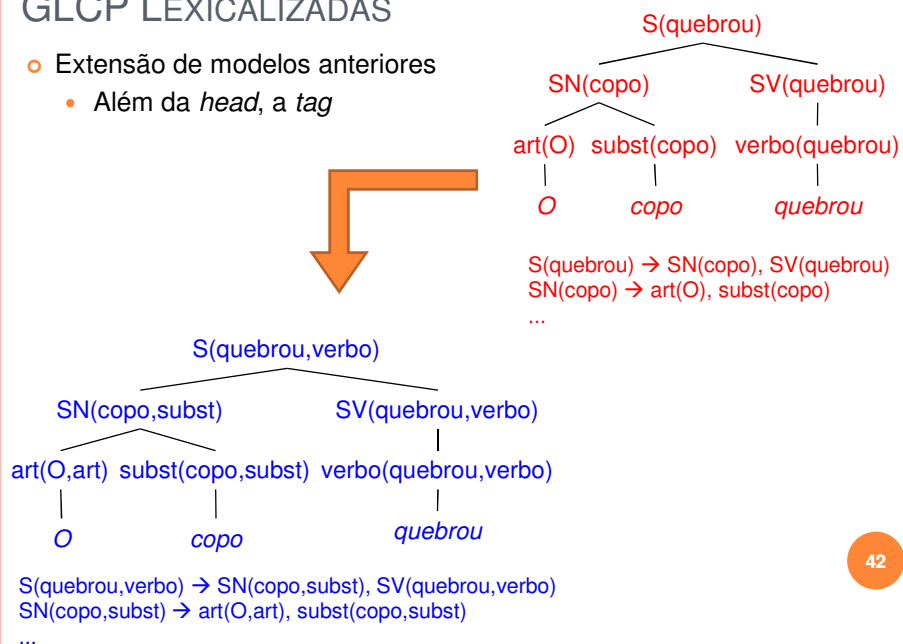 GLCP LEXICALIZADAS
Extensão de modelos anteriores
Além da head, a tag
S(quebrou)
SN(copo) SV(quebrou)
art(O) subst(copo) verbo(quebrou)
O copo quebrou
S(quebrou) → SN(copo), SV(quebrou)
SN(copo) → art(O), subst(copo)
...
S(quebrou,verbo)
SN(copo,subst) SV(quebrou,verbo)
art(O,art) subst(copo,subst) verbo(quebrou,verbo)
O copo quebrou
S(quebrou,verbo) → SN(copo,subst), SV(quebrou,verbo)
SN(copo,subst) → art(O,art), subst(copo,subst)
...
42